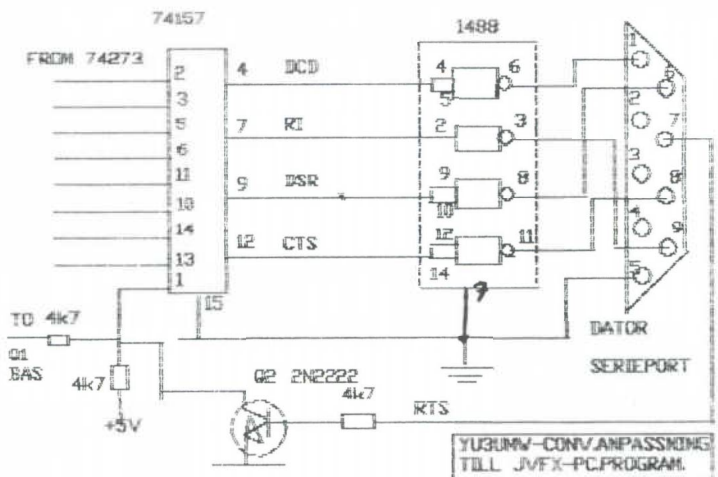 74157
1488
FROM 74273
2
3
5
6
11
10
14
13
1
15
4 DCD
7 RI
9 DSR
12 CTS
4
5
6
2
3
9
10
8
12
14
11
7
1
6
2
7
3
8
4
9
5
DATOR
SERIEPORT
TO 4k7
Q1
BAS
4k7
+5V
Q2 2N2222
4k7
RTS
YU3UMV-CONV.ANPASSNING
TILL JVFX-PC.PROGRAM.